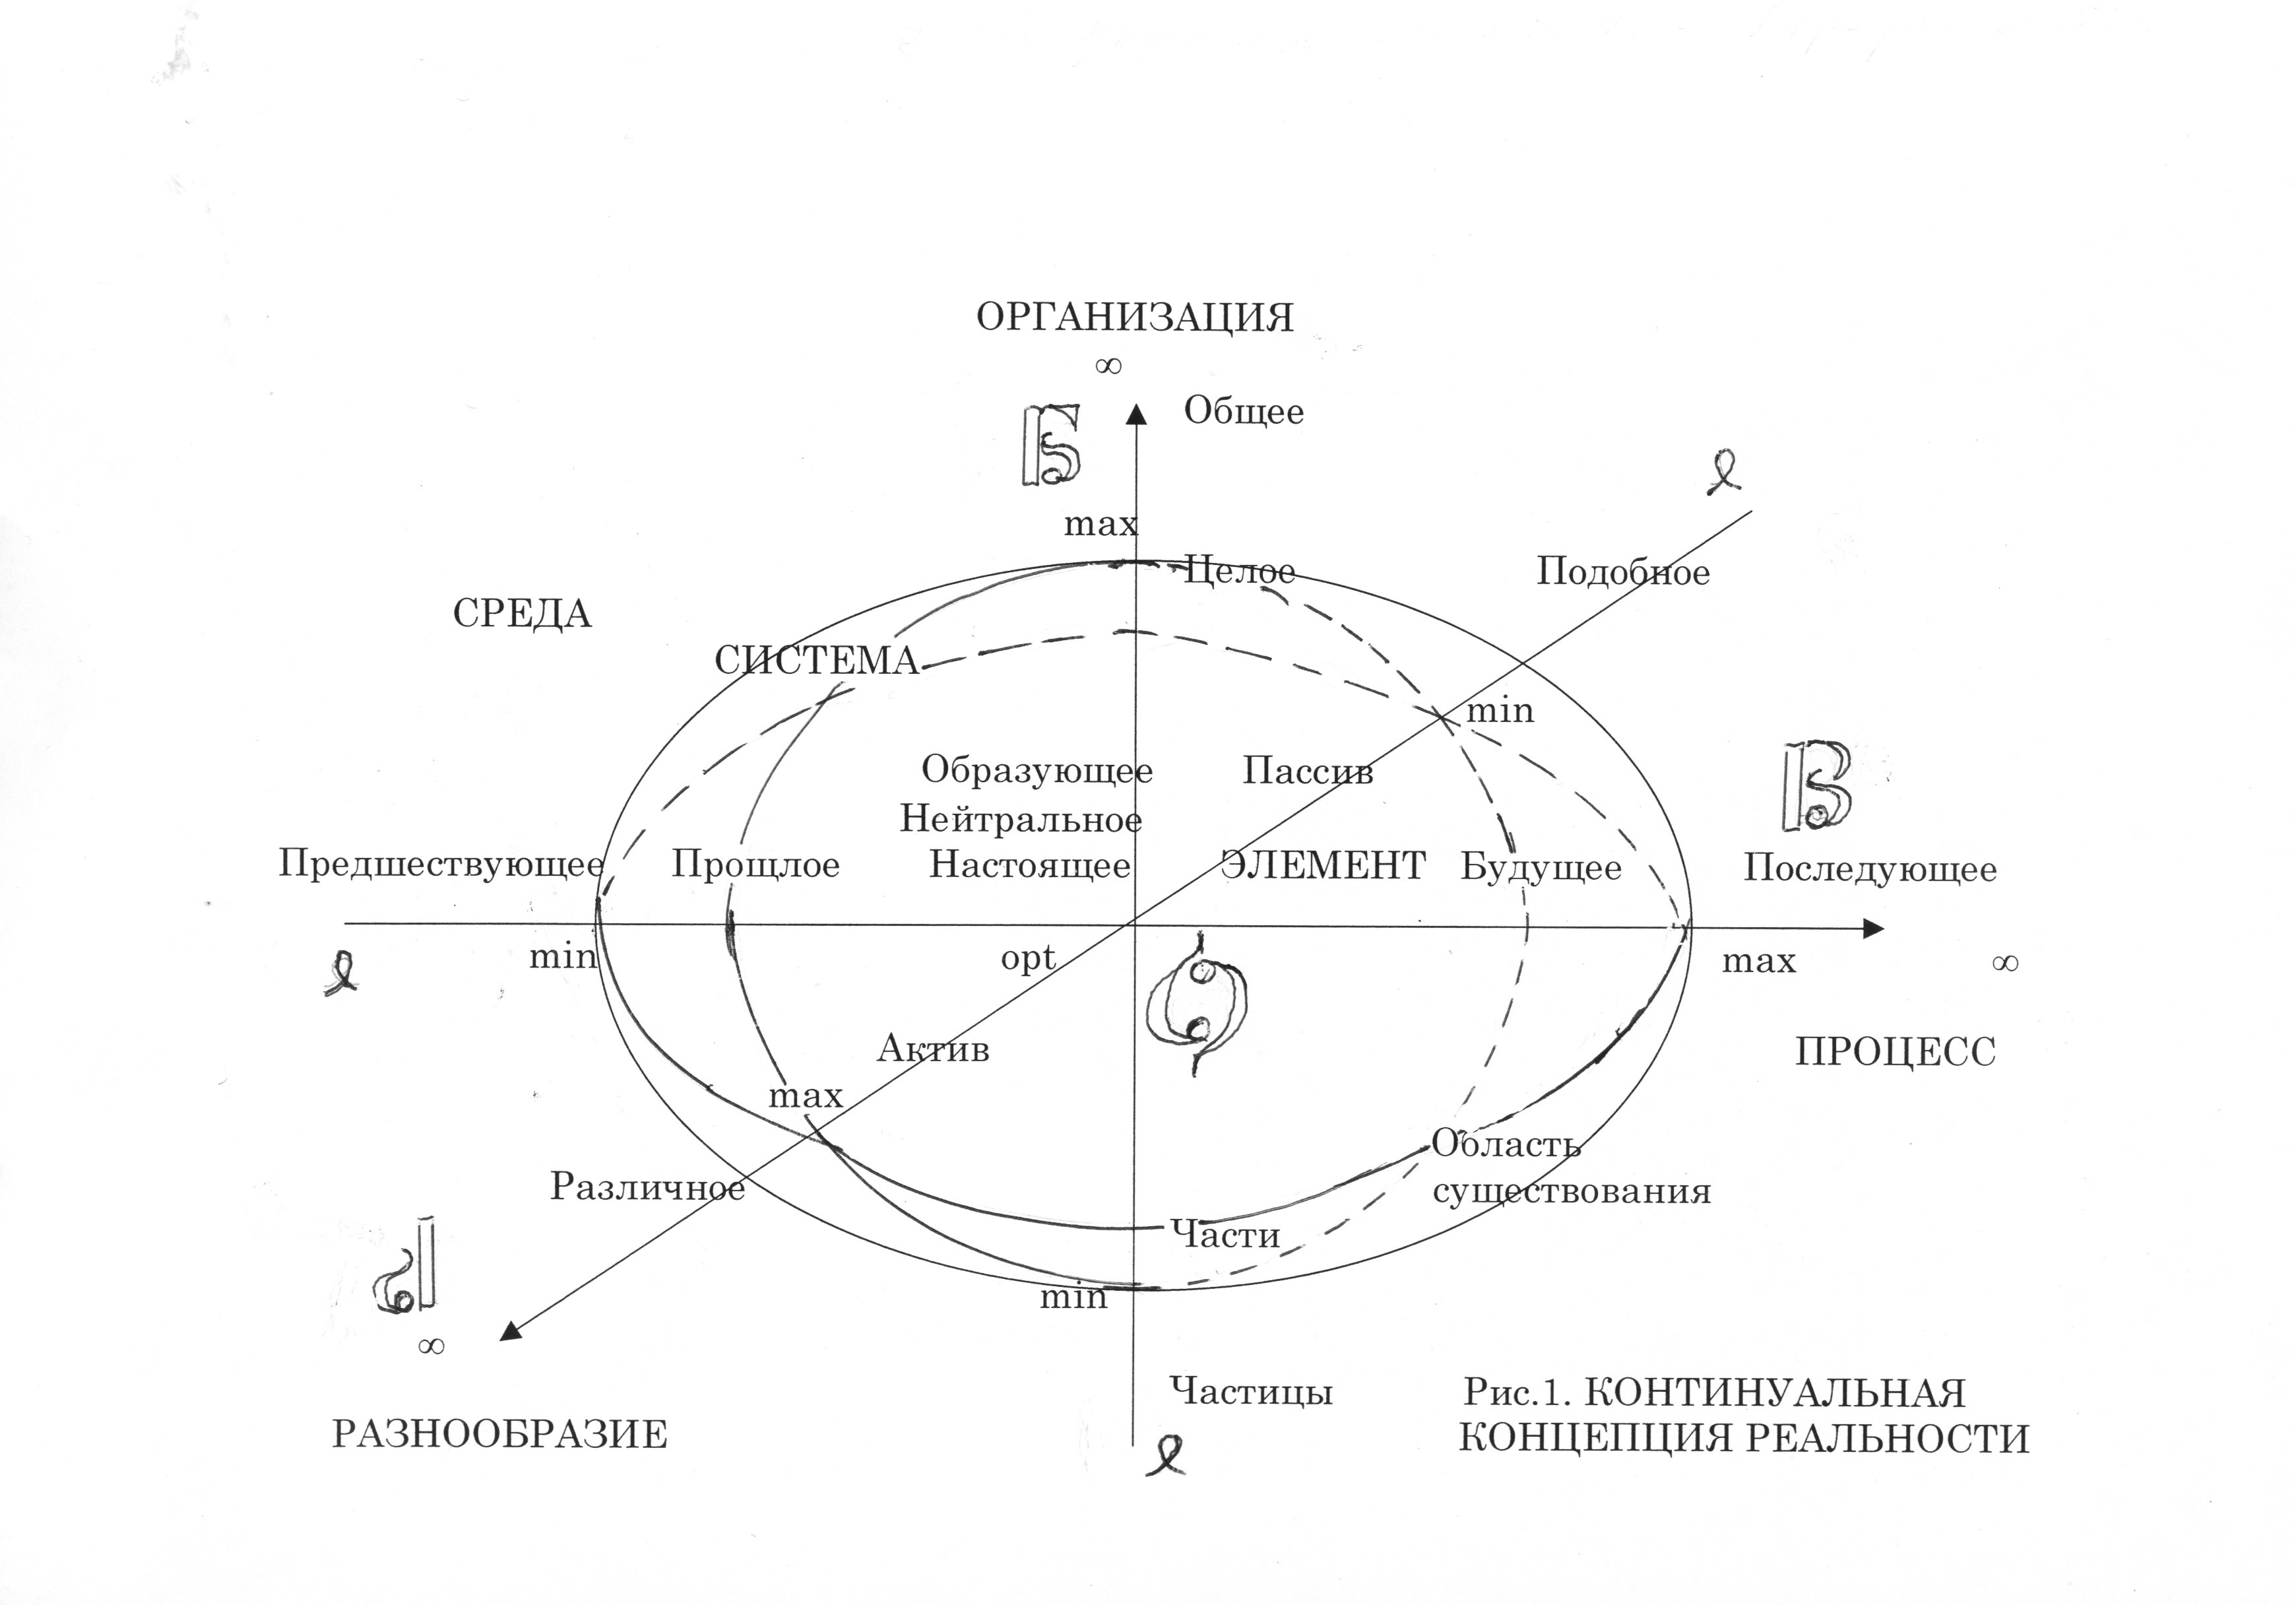 ОРГАНИЗАЦИЯ
∞
Общее
max
Целое
Подобное
СРЕДА
СИСТЕМА
min
Образующее
Пассив
Нейтральное
Предшествующее
Прощлое
Настоящее
ЭЛЕМЕНТ
Будущее
Последующее
min
opt
max
∞
Актив
ПРОЦЕСС
max
Область
существования
Различное
Части
min
∞
Частицы
РАЗНООБРАЗИЕ
Рис.1. КОНТИНУАЛЬНАЯ
КОНЦЕПЦИЯ РЕАЛЬНОСТИ